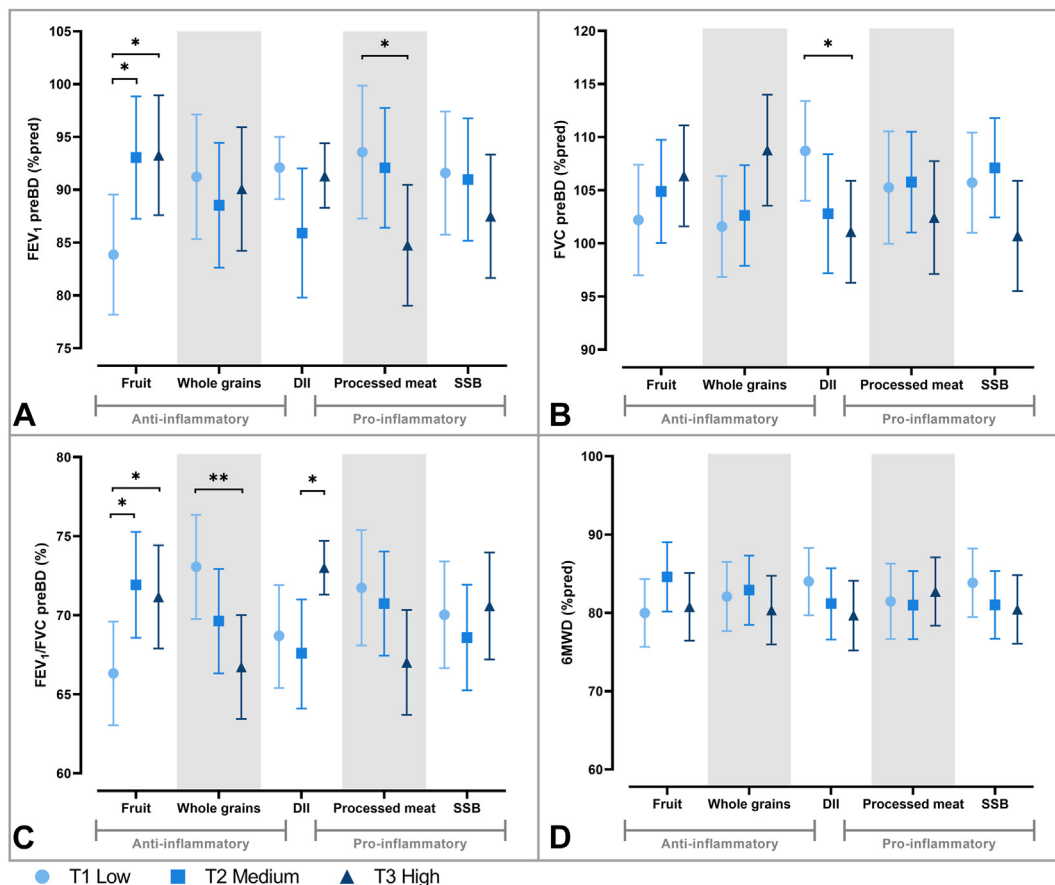 105
100
95
90
85
80
75
FEV₁ preBD (%pred)
*
*
*
Fruit Whole grains DII Processed meat SSB
Anti-inflammatory Pro-inflammatory
A
120
115
110
105
100
95
90
FVC preBD (%pred)
*
Fruit Whole grains DII Processed meat SSB
Anti-inflammatory Pro-inflammatory
B
80
75
70
65
60
FEV₁/FVC preBD (%)
*
*
**
*
Fruit Whole grains DII Processed meat SSB
Anti-inflammatory Pro-inflammatory
C
100
90
80
70
60
6MWD (%pred)
Fruit Whole grains DII Processed meat SSB
Anti-inflammatory Pro-inflammatory
D
T1 Low T2 Medium T3 High